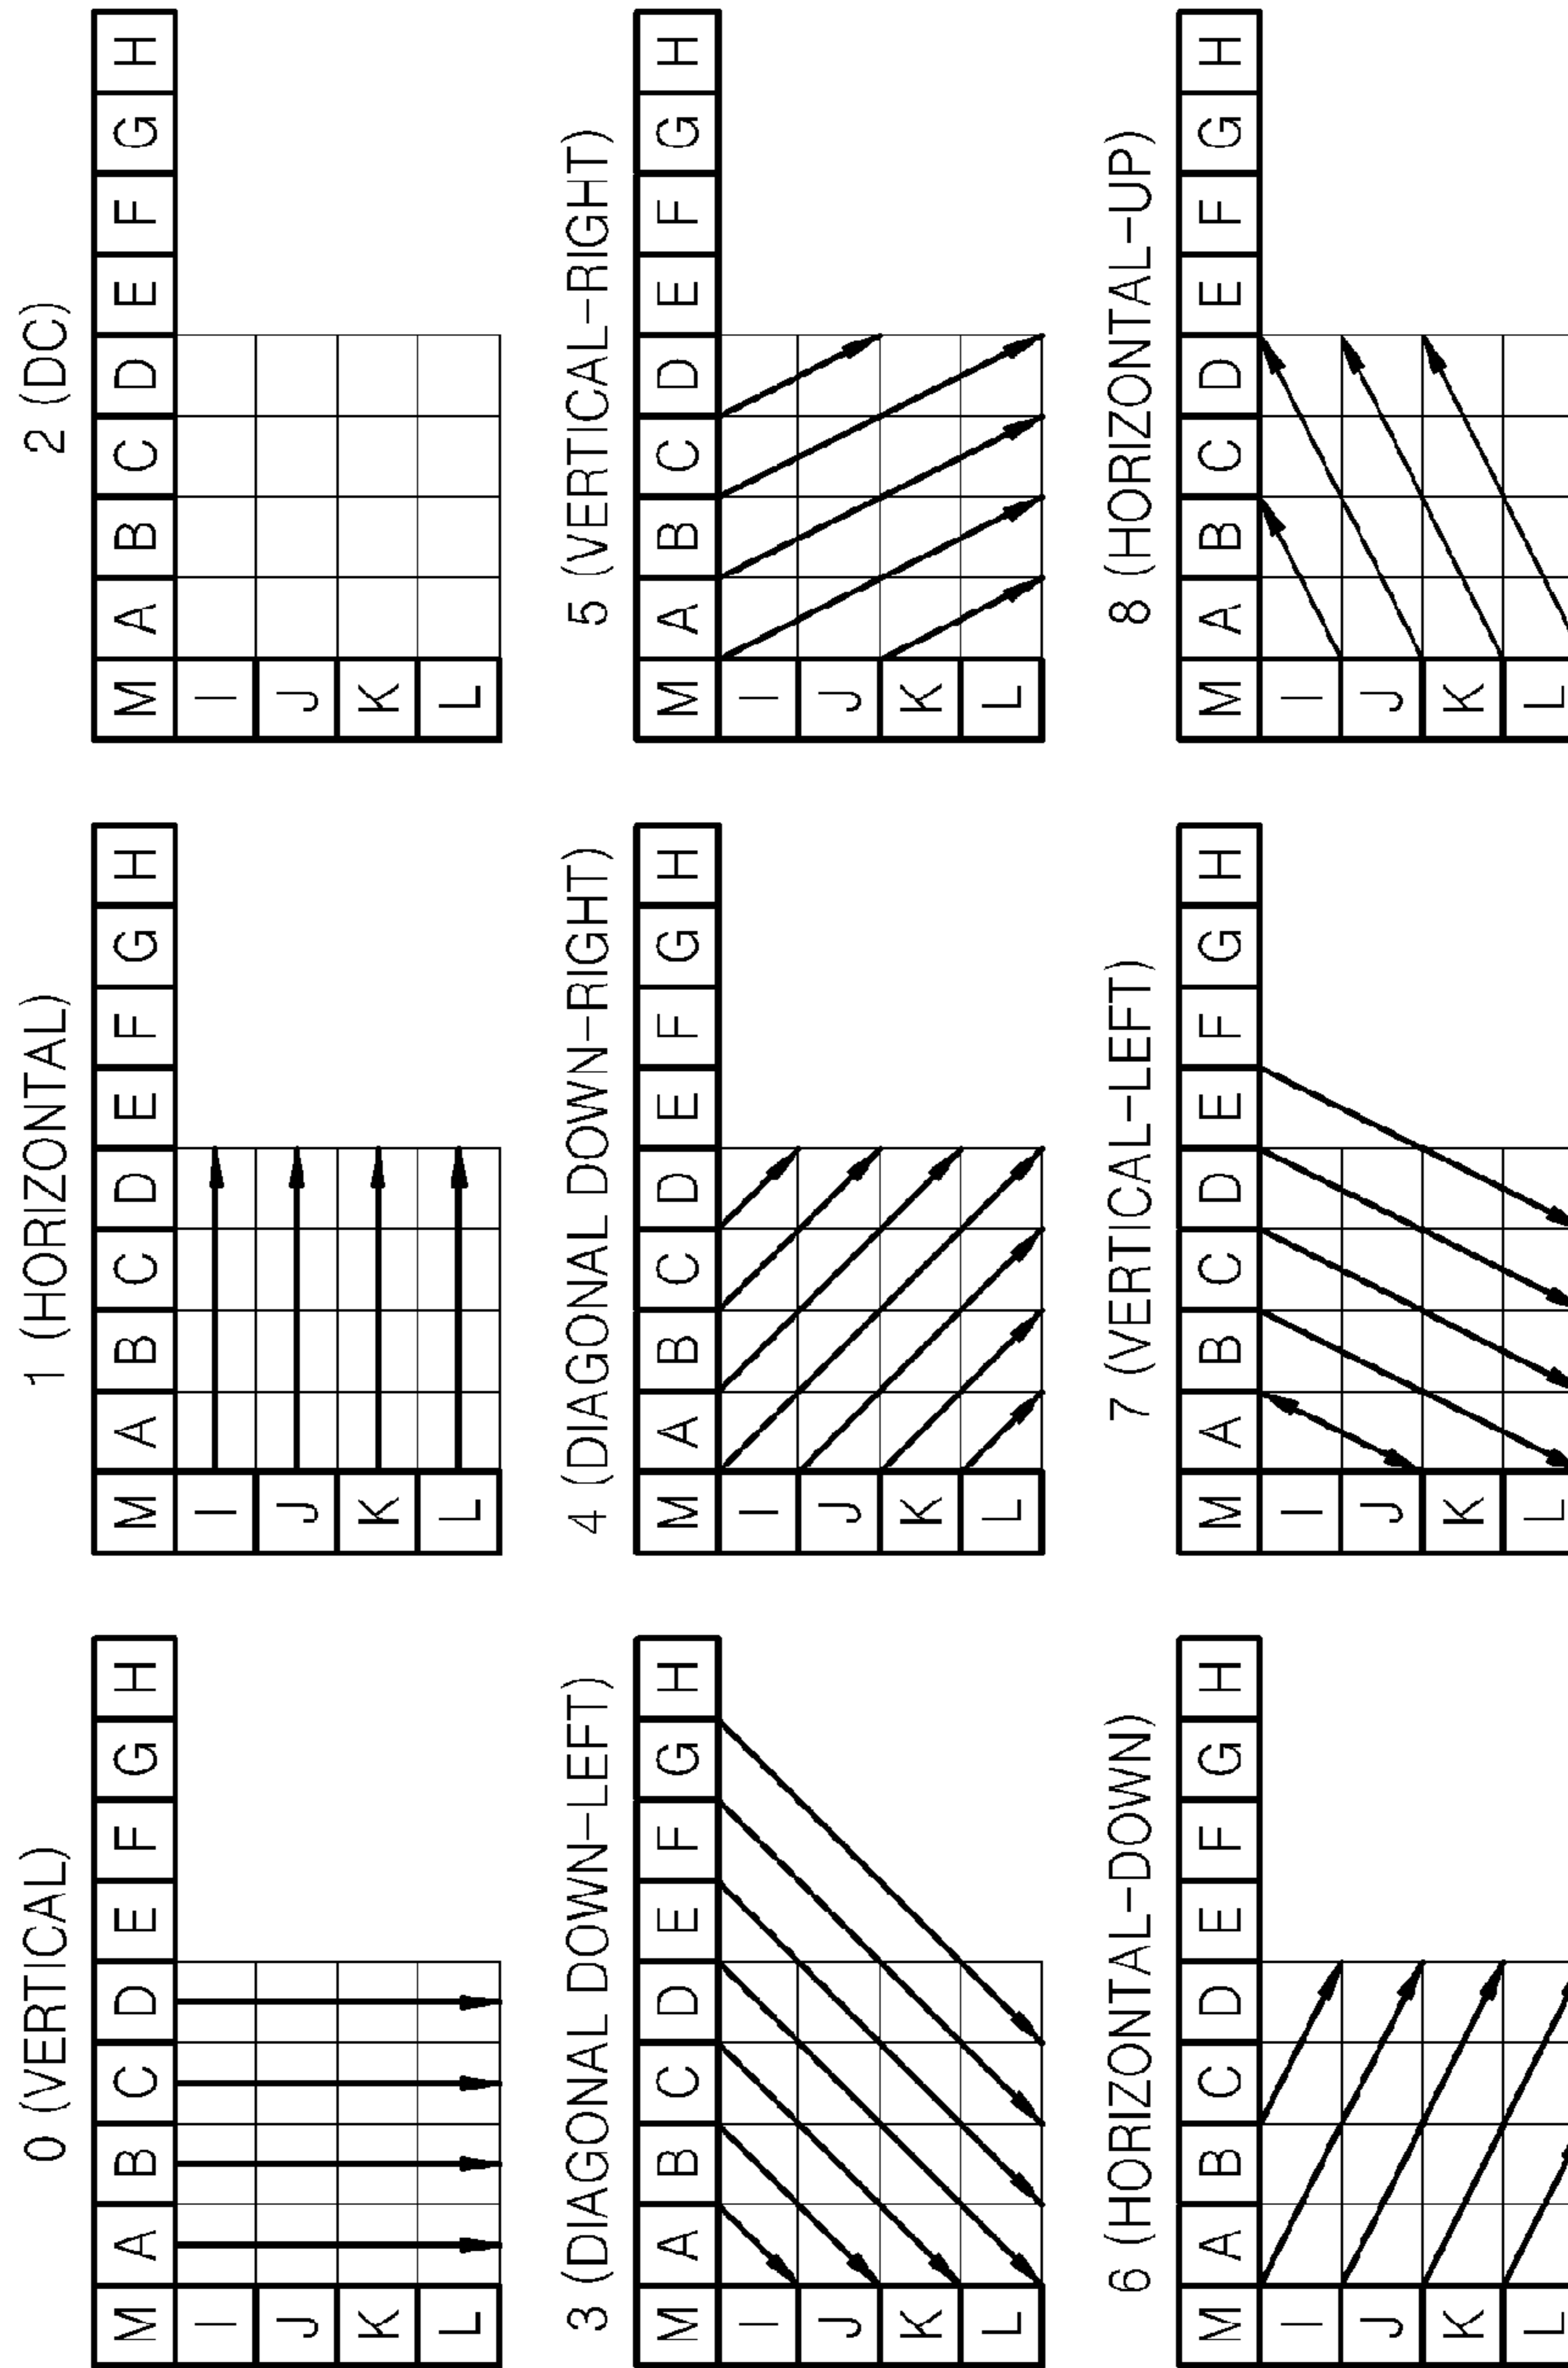 0 (VERTICAL)
M A B C D E F G H
I
J
K
L
1 (HORIZONTAL)
M A B C D E F G H
I
J
K
L
2 (DC)
M A B C D E F G H
I
J
K
L
3 (DIAGONAL DOWN-LEFT)
M A B C D E F G H
I
J
K
L
4 (DIAGONAL DOWN-RIGHT)
M A B C D E F G H
I
J
K
L
5 (VERTICAL-RIGHT)
M A B C D E F G H
I
J
K
L
6 (HORIZONTAL-DOWN)
M A B C D E F G H
I
J
K
L
7 (VERTICAL-LEFT)
M A B C D E F G H
I
J
K
L
8 (HORIZONTAL-UP)
M A B C D E F G H
I
J
K
L